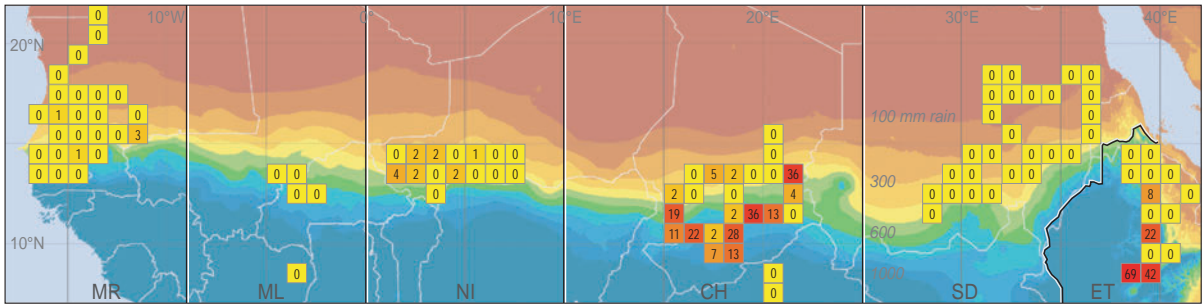 10°W 0° 10°E 20°E 30°E 40°E
0
0
20°N
0
0 0 0 0 0
0 0 0 0 0 0 0 0 0
0 1 0 0 0 100 mm rain 0 0
0 0 0 0 3 0 0 0
0 0 1 0 0 2 2 0 1 0 0 0 0 0 0 0 0 0 0
0 0 0 0 0 4 2 0 2 0 0 0 0 5 2 0 0 36 300 0 0 0 0 0 0 0
0 0 0 2 0 0 4 0 0 0 0 8 0
19 2 36 13 0 0 0 0
11 22 2 28 600 22
10°N
7 13 0 0
0 0 1000 69 42
MR ML NI CH 0 SD ET